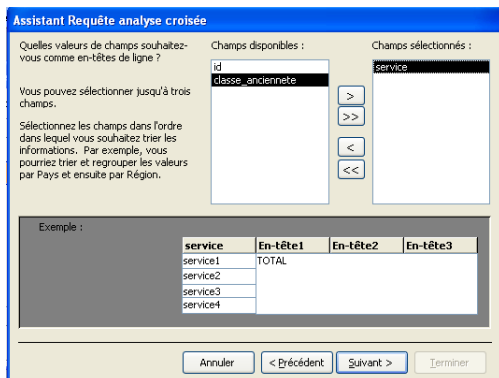 Assistant Requête analyse croisée
Quelles valeurs de champs souhaitez-
vous comme en-têtes de ligne ?
Vous pouvez sélectionner jusqu'à trois
champs.
Sélectionnez les champs dans l'ordre
dans lequel vous souhaitez trier les
informations. Par exemple, vous
pourriez trier et regrouper les valeurs
par Pays et ensuite par Région.
Champs disponibles :
id
classe_anciennete
>
>>
<
<<
Champs sélectionnés :
service
Exemple :
service En-tête1 En-tête2 En-tête3
service1 TOTAL
service2
service3
service4
Annuler
< Précédent
Suivant >
Terminer